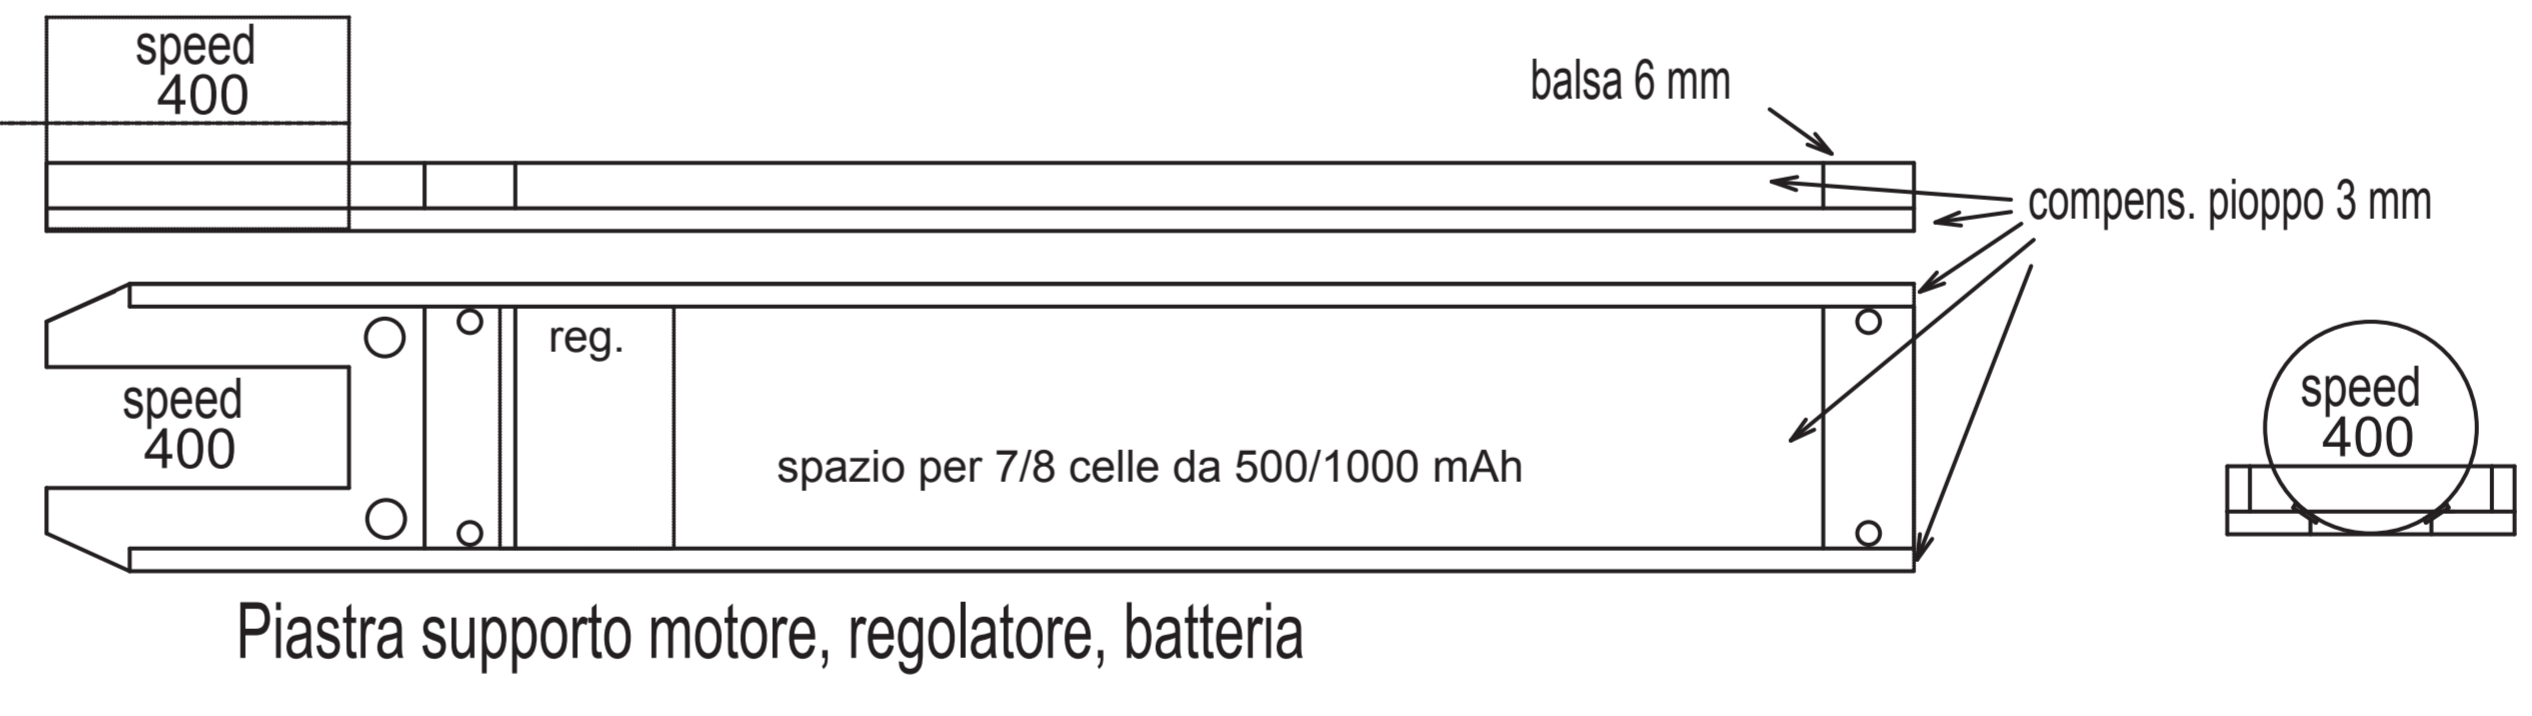 speed
400
balsa 6 mm
compens. pioppo 3 mm
reg.
speed
400
spazio per 7/8 celle da 500/1000 mAh
speed
400
Piastra supporto motore, regolatore, batteria